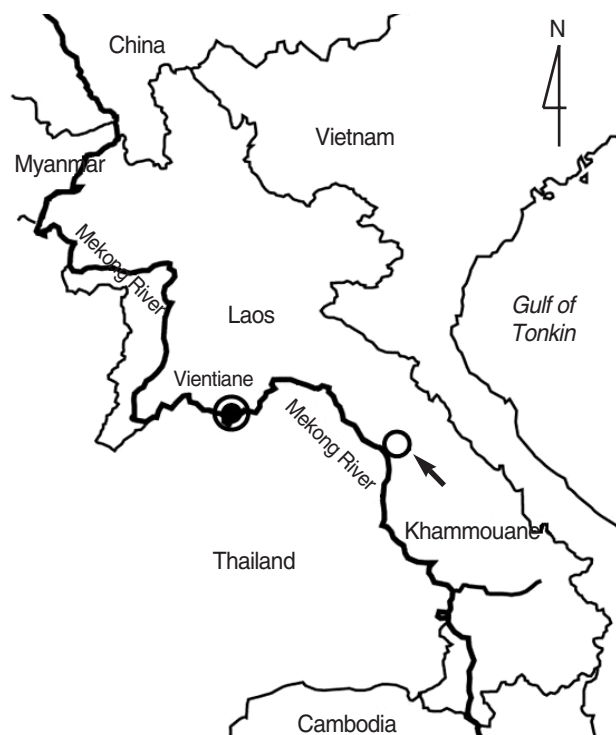 China
N
Vietnam
Myanmar
Mekong River
Gulf of
Tonkin
Laos
Vientiane
Mekong River
Khammouane
Thailand
Cambodia